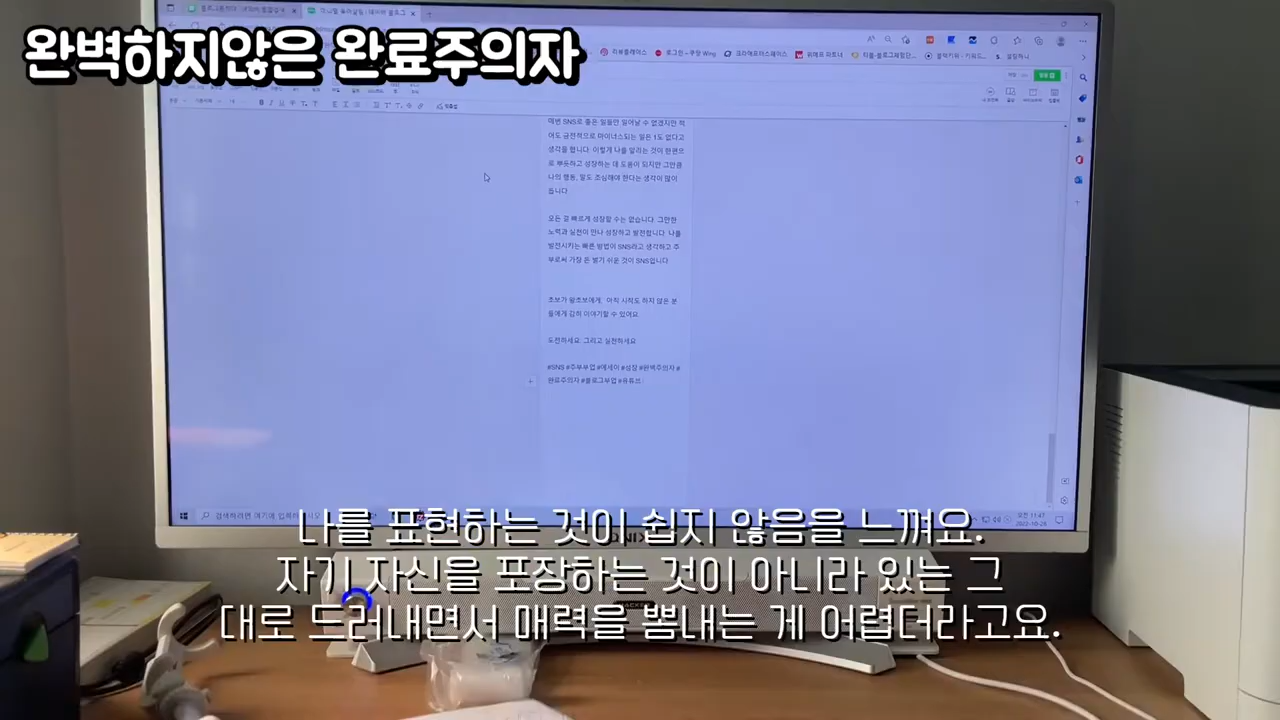 완벽하지않은 완료주의자
매번 SNS로 좋은 일들만 일어날 수 없겠지만 적
어도 금전적으로 마이너스되는 일은 1도 없다고
생각을 합니다. 이렇게 나를 알리는 것이 한편으
로 뿌듯하고 성장하는 데 도움이 되지만 그만큼
나의 행동, 말도 조심해야 한다는 생각이 많이
듭니다.
모든 걸 빠르게 성장할 수는 없습니다. 그만한
노력과 실천이 만나 성장하고 발전합니다. 나를
발전시키는 빠른 방법이 SNS라고 생각하고 주
부로써 가장 돈 벌기 쉬운 것이 SNS입니다.
초보가 왕초보에게, 아직 시작도 하지 않은 분
들에게 감히 이야기할 수 있어요.
도전하세요. 그리고 실천하세요
#SNS #주부부업 #에세이 #성장 #완벽주의자 #
완료주의자 #블로그부업 #유튜브
오전 11:47
2022-10-26
나를 표현하는 것이 쉽지 않음을 느껴요.
자기 자신을 포장하는 것이 아니라 있는 그
대로 드러내면서 매력을 뽐내는 게 어렵더라고요.